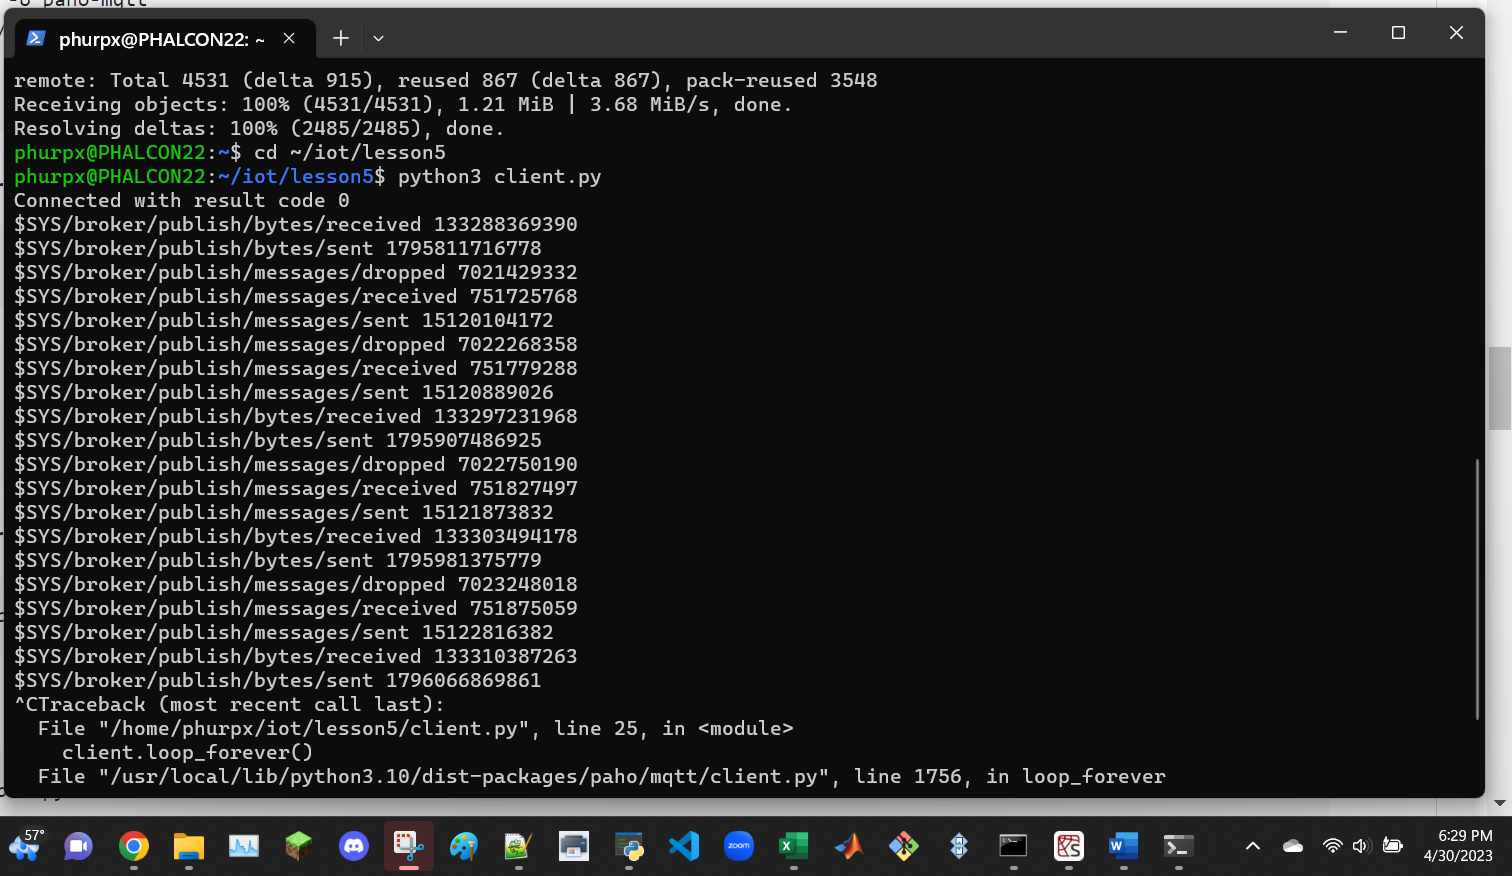 -o paho-mqtt
phurpx@PHALCON22: ~
remote: Total 4531 (delta 915), reused 867 (delta 867), pack-reused 3548
Receiving objects: 100% (4531/4531), 1.21 MiB | 3.68 MiB/s, done.
Resolving deltas: 100% (2485/2485), done.
phurpx@PHALCON22:~$ cd ~/iot/lesson5
phurpx@PHALCON22:~/iot/lesson5$ python3 client.py
Connected with result code 0
$SYS/broker/publish/bytes/received 133288369390
$SYS/broker/publish/bytes/sent 1795811716778
$SYS/broker/publish/messages/dropped 7021429332
$SYS/broker/publish/messages/received 751725768
$SYS/broker/publish/messages/sent 15120104172
$SYS/broker/publish/messages/dropped 7022268358
$SYS/broker/publish/messages/received 751779288
$SYS/broker/publish/messages/sent 15120889026
$SYS/broker/publish/bytes/received 133297231968
$SYS/broker/publish/bytes/sent 1795907486925
$SYS/broker/publish/messages/dropped 7022750190
$SYS/broker/publish/messages/received 751827497
$SYS/broker/publish/messages/sent 15121873832
$SYS/broker/publish/bytes/received 133303494178
$SYS/broker/publish/bytes/sent 1795981375779
$SYS/broker/publish/messages/dropped 7023248018
$SYS/broker/publish/messages/received 751875059
$SYS/broker/publish/messages/sent 15122816382
$SYS/broker/publish/bytes/received 133310387263
$SYS/broker/publish/bytes/sent 1796066869861
^CTraceback (most recent call last):
  File "/home/phurpx/iot/lesson5/client.py", line 25, in <module>
    client.loop_forever()
  File "/usr/local/lib/python3.10/dist-packages/paho/mqtt/client.py", line 1756, in loop_forever
57°
zoom
6:29 PM
4/30/2023